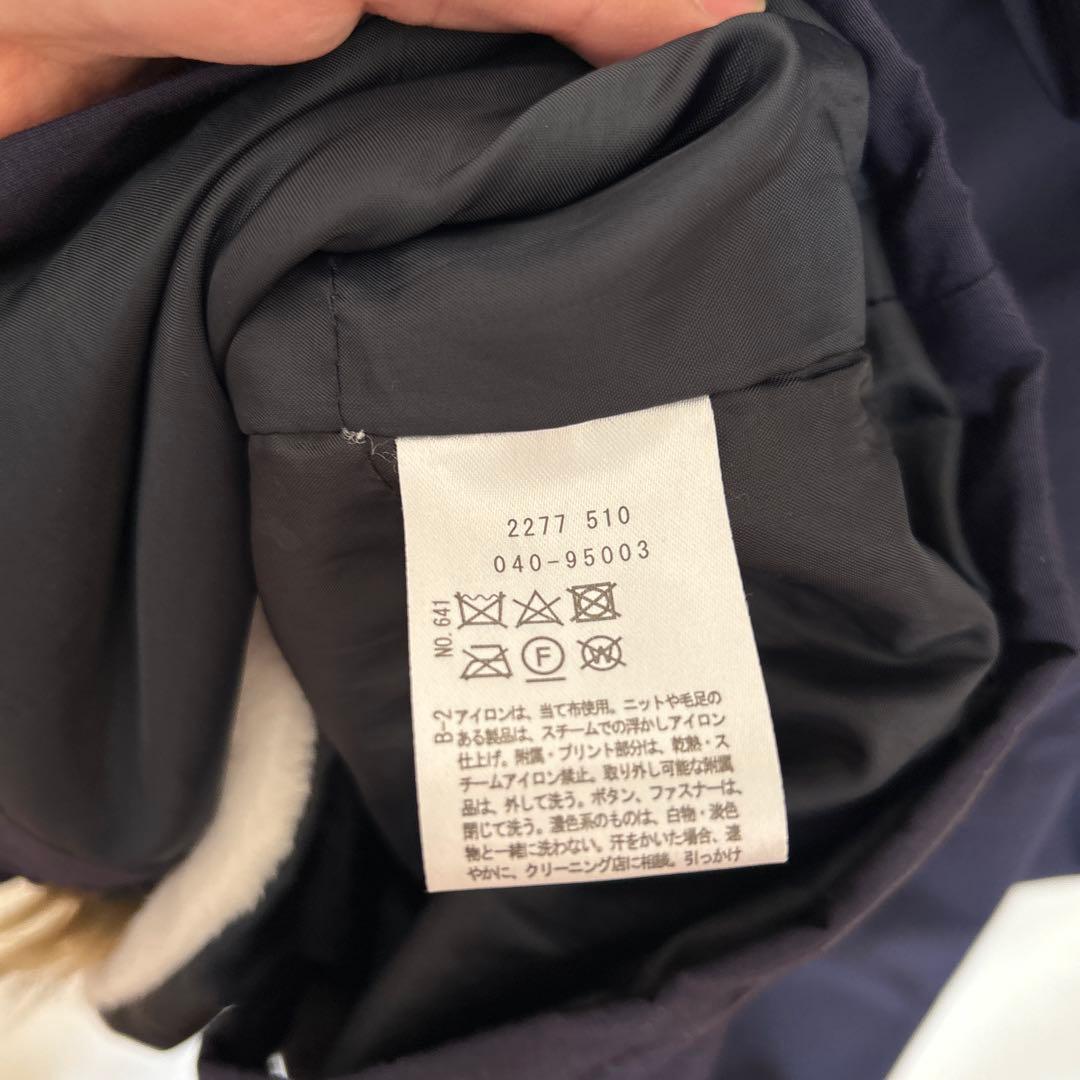 2277 510
040-95003
NO. 641
F
W
B-2
アイロンは、当て布使用。ニットや毛足の
ある製品は、スチームでの浮かしアイロン
仕上げ。附属・プリント部分は、乾熱・ス
チームアイロン禁止。取り外し可能な附属
品は、外して洗う。ボタン、ファスナーは、
閉じて洗う。濃色系のものは、白物・淡色
物と一緒に洗わない。汗をかいた場合、速
やかに、クリーニング店に相談。引っかけ